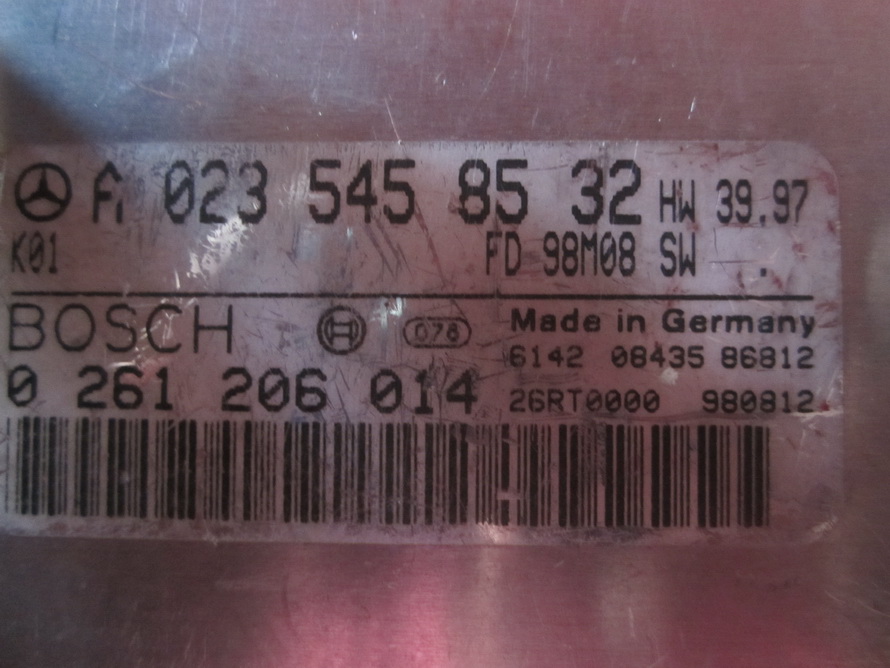 A 023 545 85 32 HW 39.97
K01 FD 98M08 SW .
BOSCH 078 Made in Germany
6142 08435 86812
0 261 206 014
26RT0000 980812